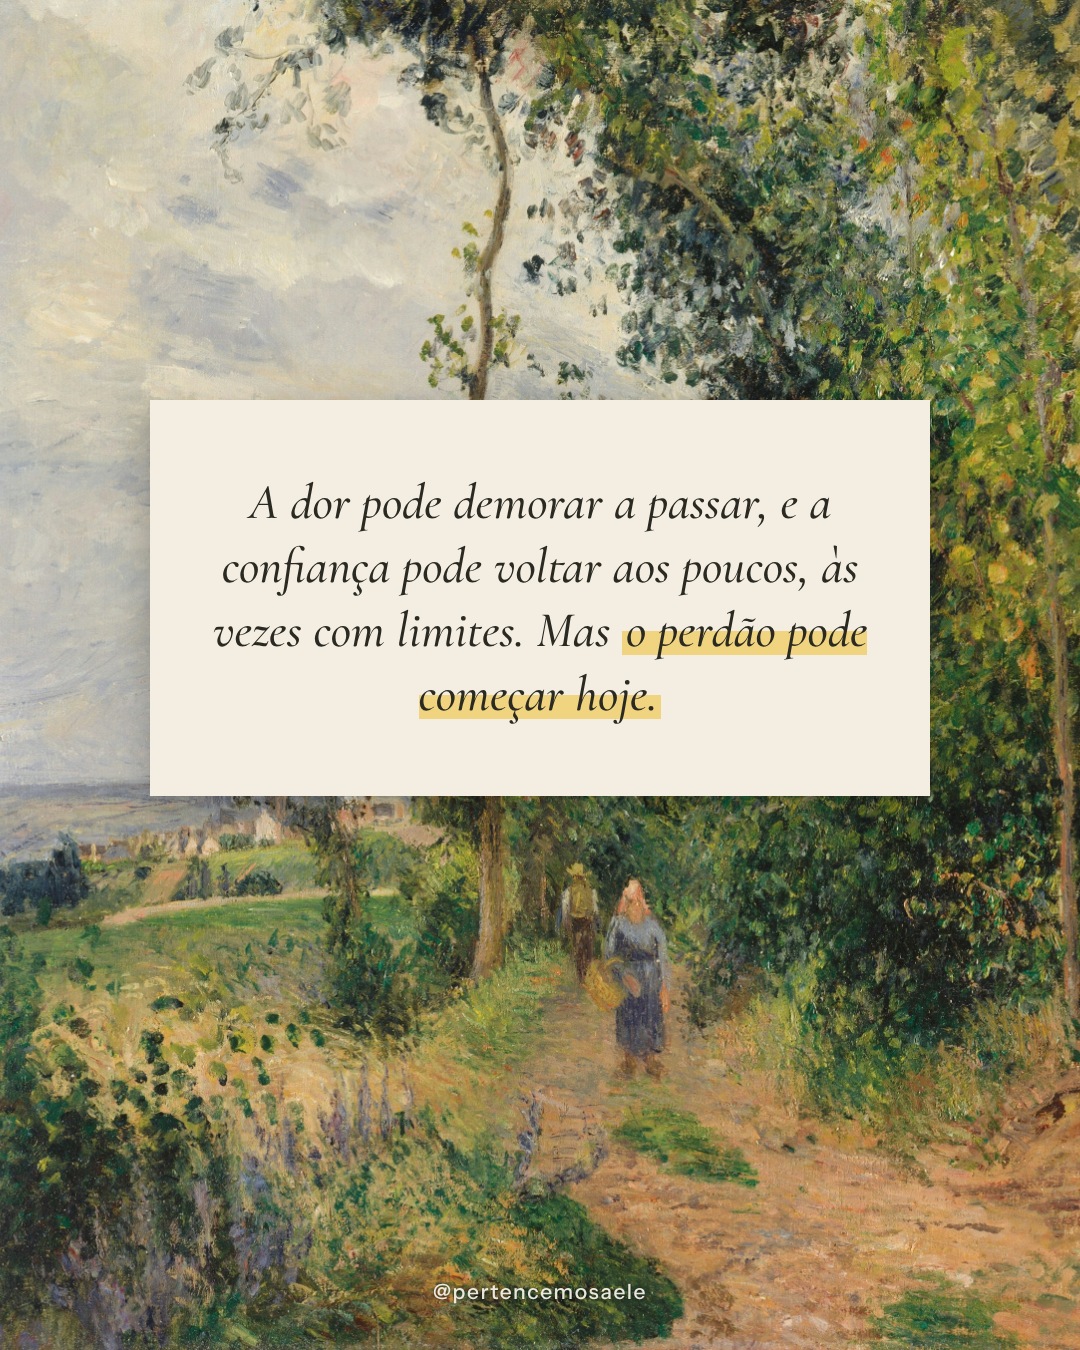 A dor pode demorar a passar, e a
confiança pode voltar aos poucos, às
vezes com limites. Mas o perdão pode
começar hoje.
@pertencemosaele